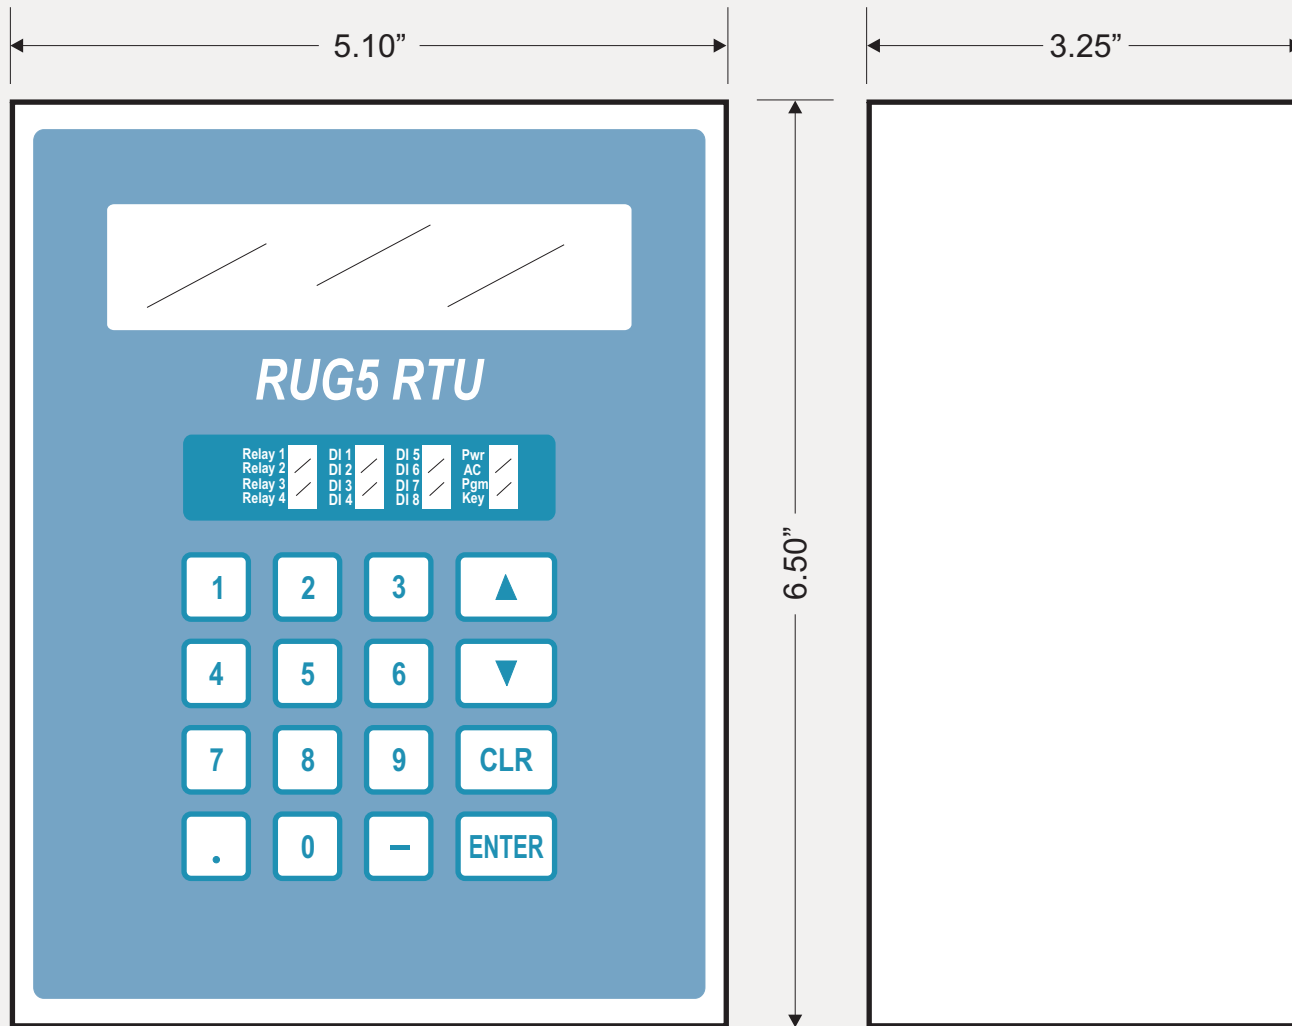 5.10”
3.25”
6.50”
RUG5 RTU
Relay 1 DI 1 DI 5 Pwr
Relay 2 DI 2 DI 6 AC
Relay 3 DI 3 DI 7 Pgm
Relay 4 DI 4 DI 8 Key
1 2 3 ▲
4 5 6 ▼
7 8 9 CLR
. 0 – ENTER